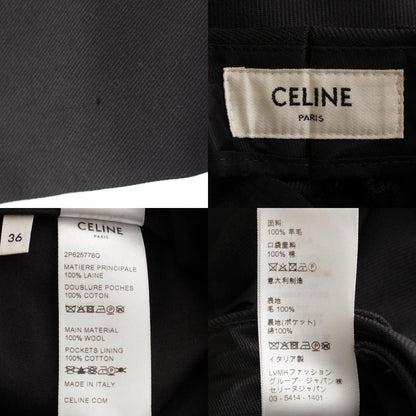 CELINE
PARIS
36
CELINE
PARIS
2P625778G
MATIERE PRINCIPALE
100% LAINE
DOUBLURE POCHES
100% COTON
MAIN MATERIAL
100% WOOL
POCKETS LINING
100% COTTON
MADE IN ITALY
CELINE.COM
面料:
100% 羊毛
口袋里料:
100% 棉
意大利制造
表地
毛 100%
裏地(ポケット)
綿100%
イタリア製
LVMHファッション・
グループ・ジャパン㈱
セリーヌジャパン
03 - 5414 - 1401